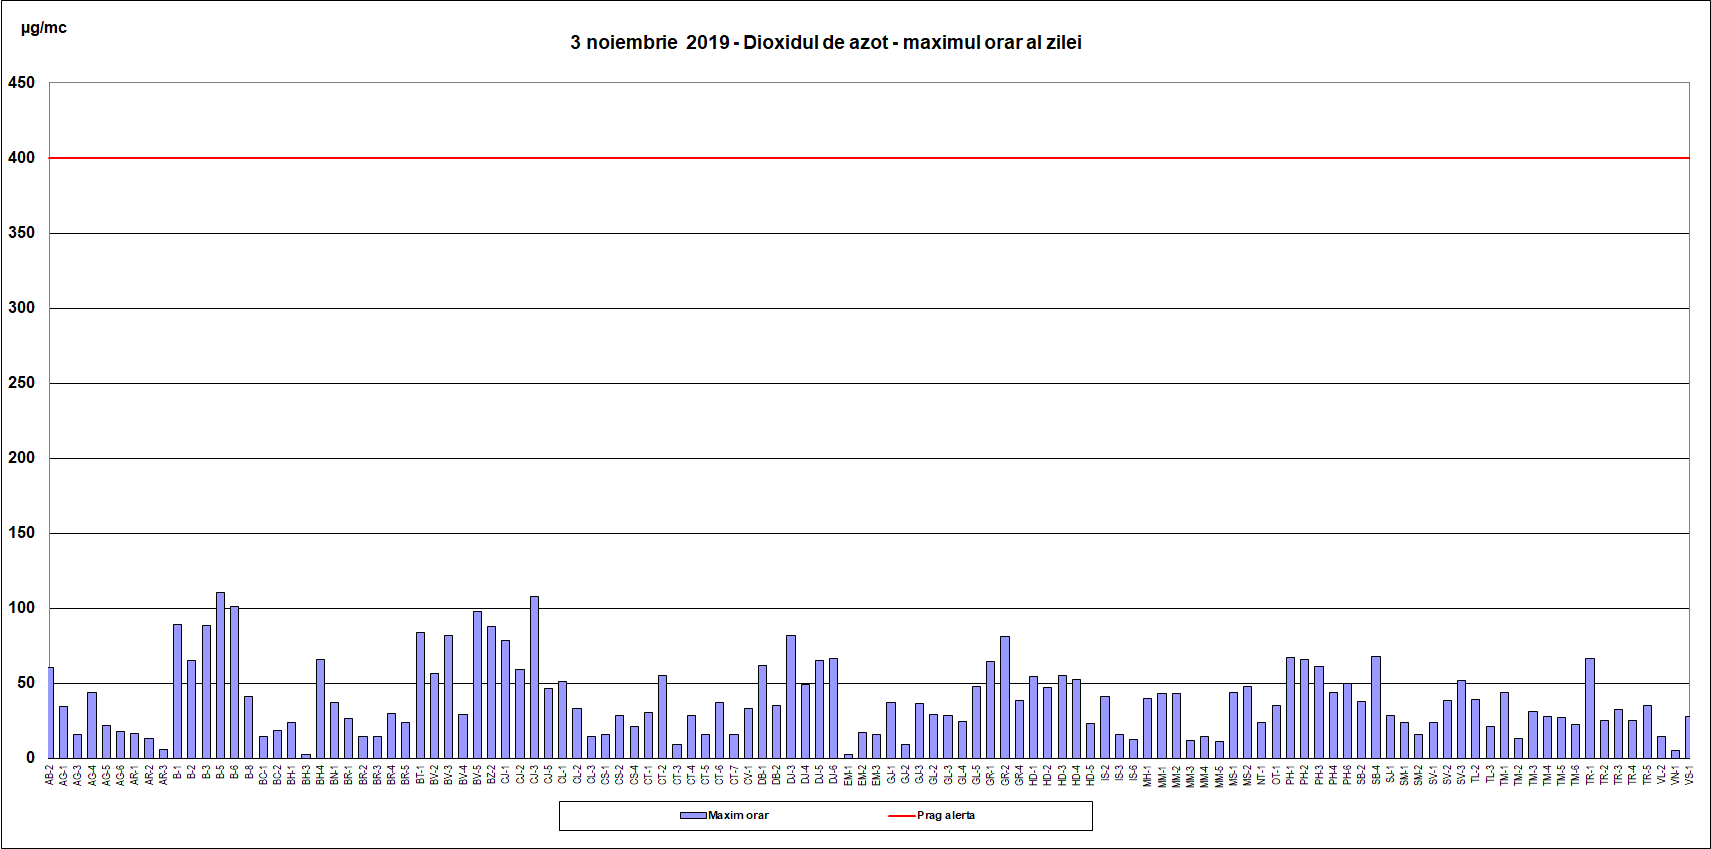 µg/mc
3 noiembrie 2019 - Dioxidul de azot - maximul orar al zilei
450
400
350
300
250
200
150
100
50
0
AB-2 AG-1 AG-3 AG-4 AG-5 AG-6 AR-1 AR-2 AR-3 B-1 B-2 B-3 B-5 B-6 B-8 BC-1 BC-2 BH-1 BH-3 BH-4 BN-1 BR-1 BR-2 BR-3 BR-4 BR-5 BT-1 BV-2 BV-3 BV-4 BV-5 BZ-2 CJ-1 CJ-2 CJ-3 CJ-5 CL-1 CL-2 CL-3 CS-1 CS-2 CS-4 CT-1 CT-2 CT-3 CT-4 CT-5 CT-6 CT-7 CV-1 DB-1 DB-2 DJ-3 DJ-4 DJ-5 DJ-6 EM-1 EM-2 EM-3 GJ-1 GJ-2 GJ-3 GL-2 GL-3 GL-4 GL-5 GR-1 GR-2 GR-4 HD-1 HD-2 HD-3 HD-4 HD-5 IS-2 IS-3 IS-6 MH-1 MM-1 MM-2 MM-3 MM-4 MM-5 MS-1 MS-2 NT-1 OT-1 PH-1 PH-2 PH-3 PH-4 PH-6 SB-2 SB-4 SJ-1 SM-1 SM-2 SV-1 SV-2 SV-3 TL-2 TL-3 TM-1 TM-2 TM-3 TM-4 TM-5 TM-6 TR-1 TR-2 TR-3 TR-4 TR-5 VL-2 VN-1 VS-1
Maxim orar Prag alerta